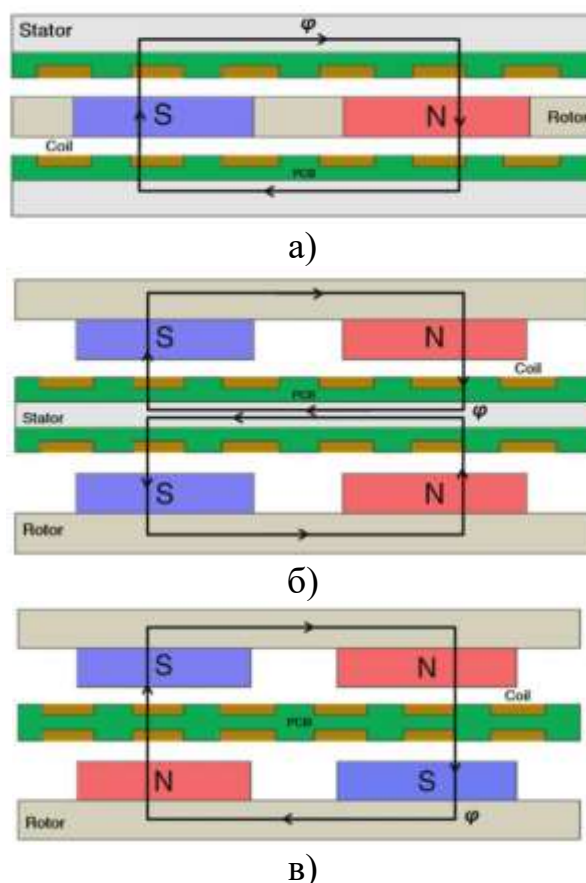 Stator
φ
S N
Rotor
Coil
PCB
а)
S N
Coil
PCB
Stator
φ
S N
Rotor
б)
S N
Coil
PCB
N S
Rotor
φ
в)